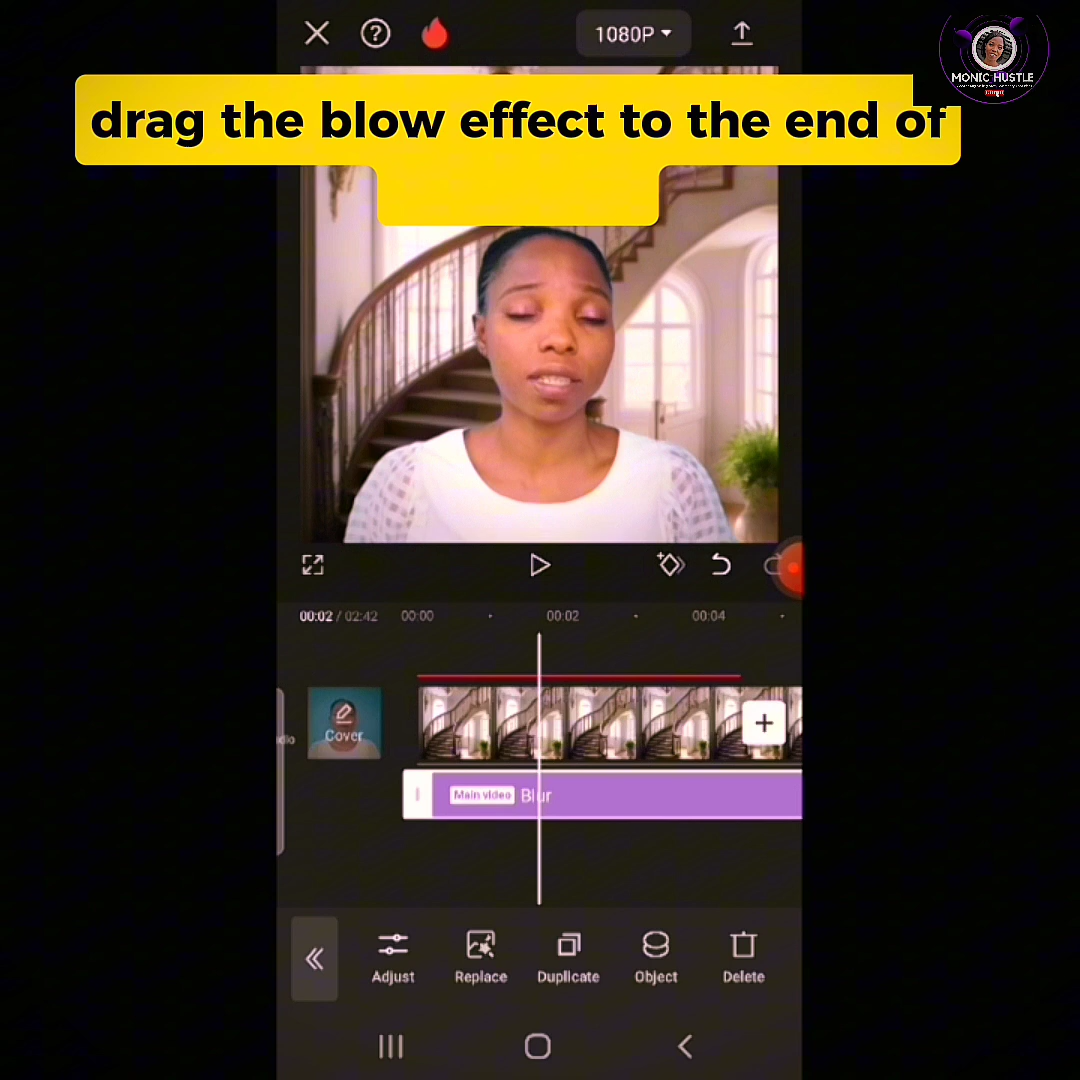 1080P
MONIC HUSTLE
drag the blow effect to the end of
00:02 / 02:42 00:00 00:02 00:04
Cover
Main video Blur
Adjust Replace Duplicate Object Delete